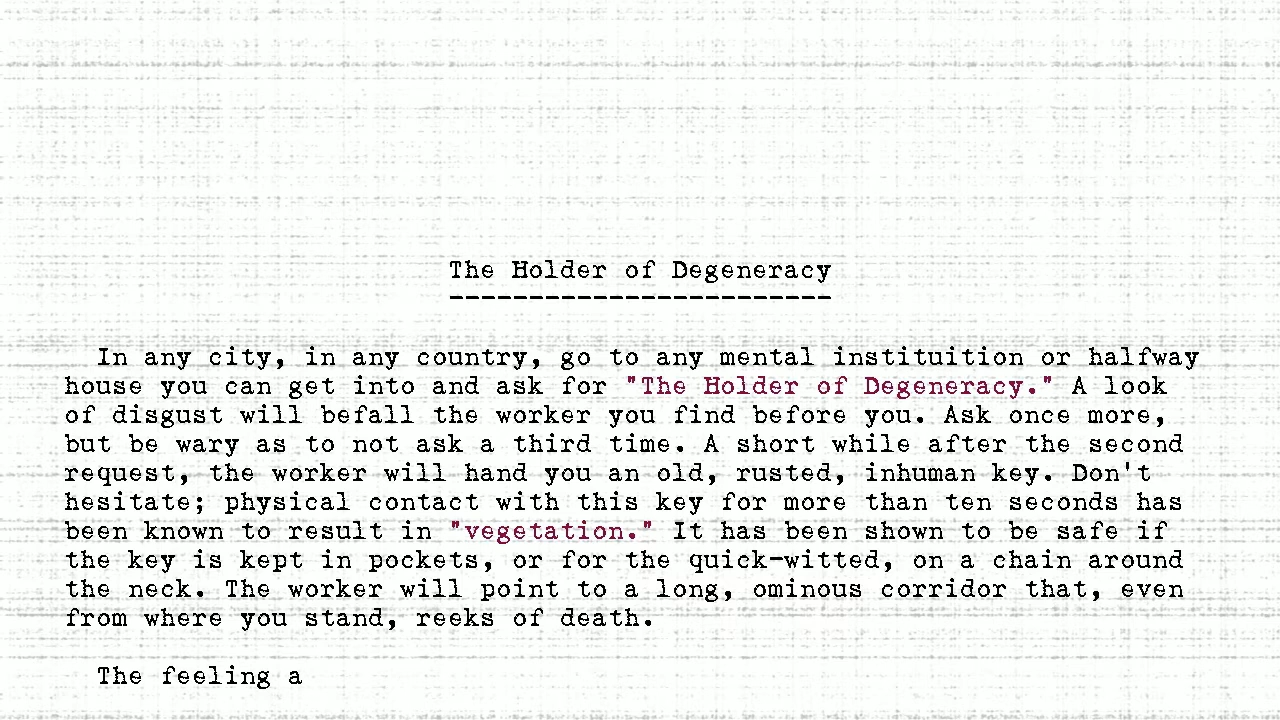 The Holder of Degeneracy
------------------------
In any city, in any country, go to any mental instituition or halfway
house you can get into and ask for "The Holder of Degeneracy." A look
of disgust will befall the worker you find before you. Ask once more,
but be wary as to not ask a third time. A short while after the second
request, the worker will hand you an old, rusted, inhuman key. Don't
hesitate; physical contact with this key for more than ten seconds has
been known to result in "vegetation." It has been shown to be safe if
the key is kept in pockets, or for the quick-witted, on a chain around
the neck. The worker will point to a long, ominous corridor that, even
from where you stand, reeks of death.
The feeling a